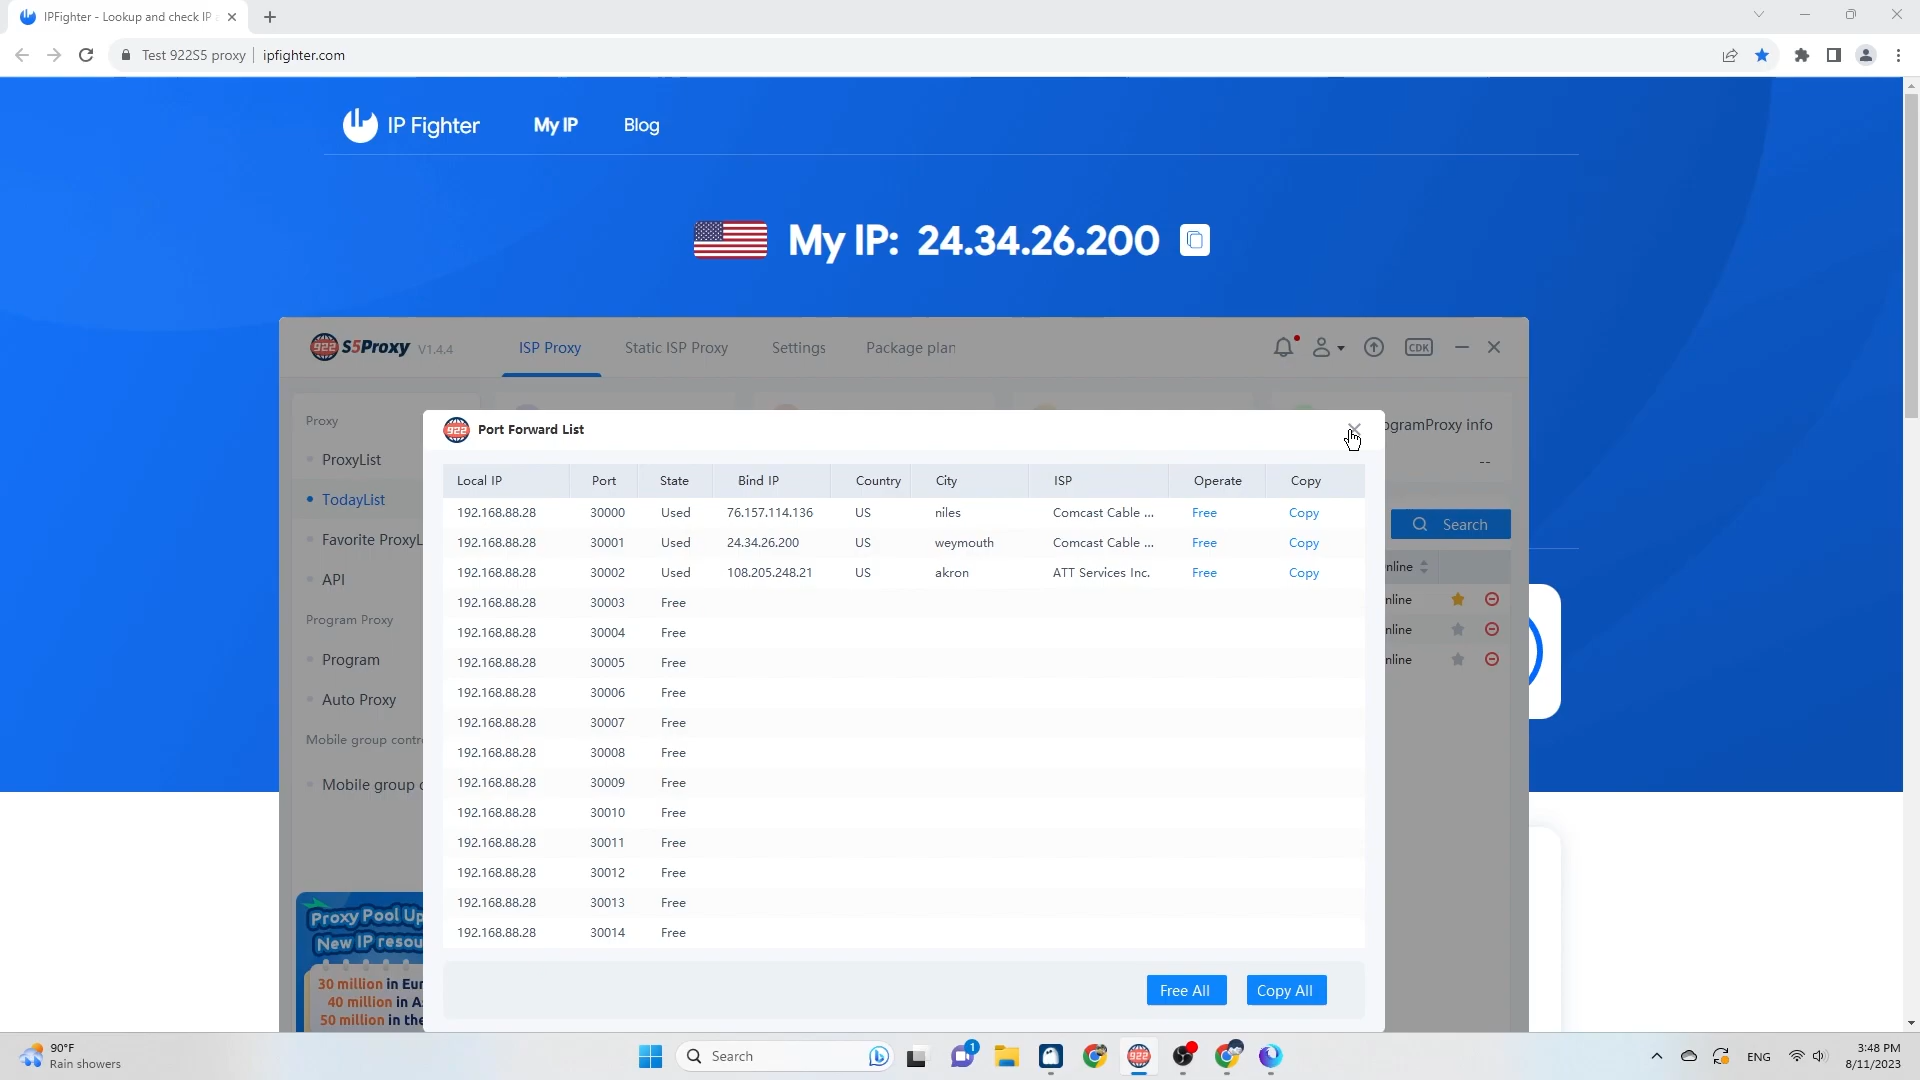 IPFighter - Lookup and check IP
Test 922S5 proxy
ipfighter.com
IP Fighter
My IP
Blog
My IP: 24.34.26.200
922 S5Proxy V1.4.4
ISP Proxy
Static ISP Proxy
Settings
Package plan
CDK
Proxy
ProxyList
TodayList
Favorite ProxyL
API
Program Proxy
Program
Auto Proxy
Mobile group contr
Mobile group c
Proxy Pool Up
New IP resou
30 million in Eur
40 million in A
50 million in the
ogramProxy info
--
Search
nline
nline
nline
nline
922 Port Forward List
Local IP Port State Bind IP Country City ISP Operate Copy
192.168.88.28 30000 Used 76.157.114.136 US niles Comcast Cable ... Free Copy
192.168.88.28 30001 Used 24.34.26.200 US weymouth Comcast Cable ... Free Copy
192.168.88.28 30002 Used 108.205.248.21 US akron ATT Services Inc. Free Copy
192.168.88.28 30003 Free
192.168.88.28 30004 Free
192.168.88.28 30005 Free
192.168.88.28 30006 Free
192.168.88.28 30007 Free
192.168.88.28 30008 Free
192.168.88.28 30009 Free
192.168.88.28 30010 Free
192.168.88.28 30011 Free
192.168.88.28 30012 Free
192.168.88.28 30013 Free
192.168.88.28 30014 Free
Free All
Copy All
90°F
Rain showers
Search
1
922
ENG
3:48 PM
8/11/2023